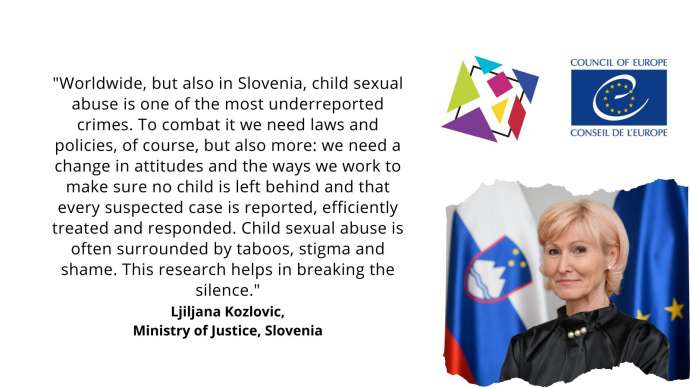 "Worldwide, but also in Slovenia, child sexual
abuse is one of the most underreported
crimes. To combat it we need laws and
policies, of course, but also more: we need a
change in attitudes and the ways we work to
make sure no child is left behind and that
every suspected case is reported, efficiently
treated and responded. Child sexual abuse is
often surrounded by taboos, stigma and
shame. This research helps in breaking the
silence."
Ljiljana Kozlovic,
Ministry of Justice, Slovenia
COUNCIL OF EUROPE
CONSEIL DE L'EUROPE